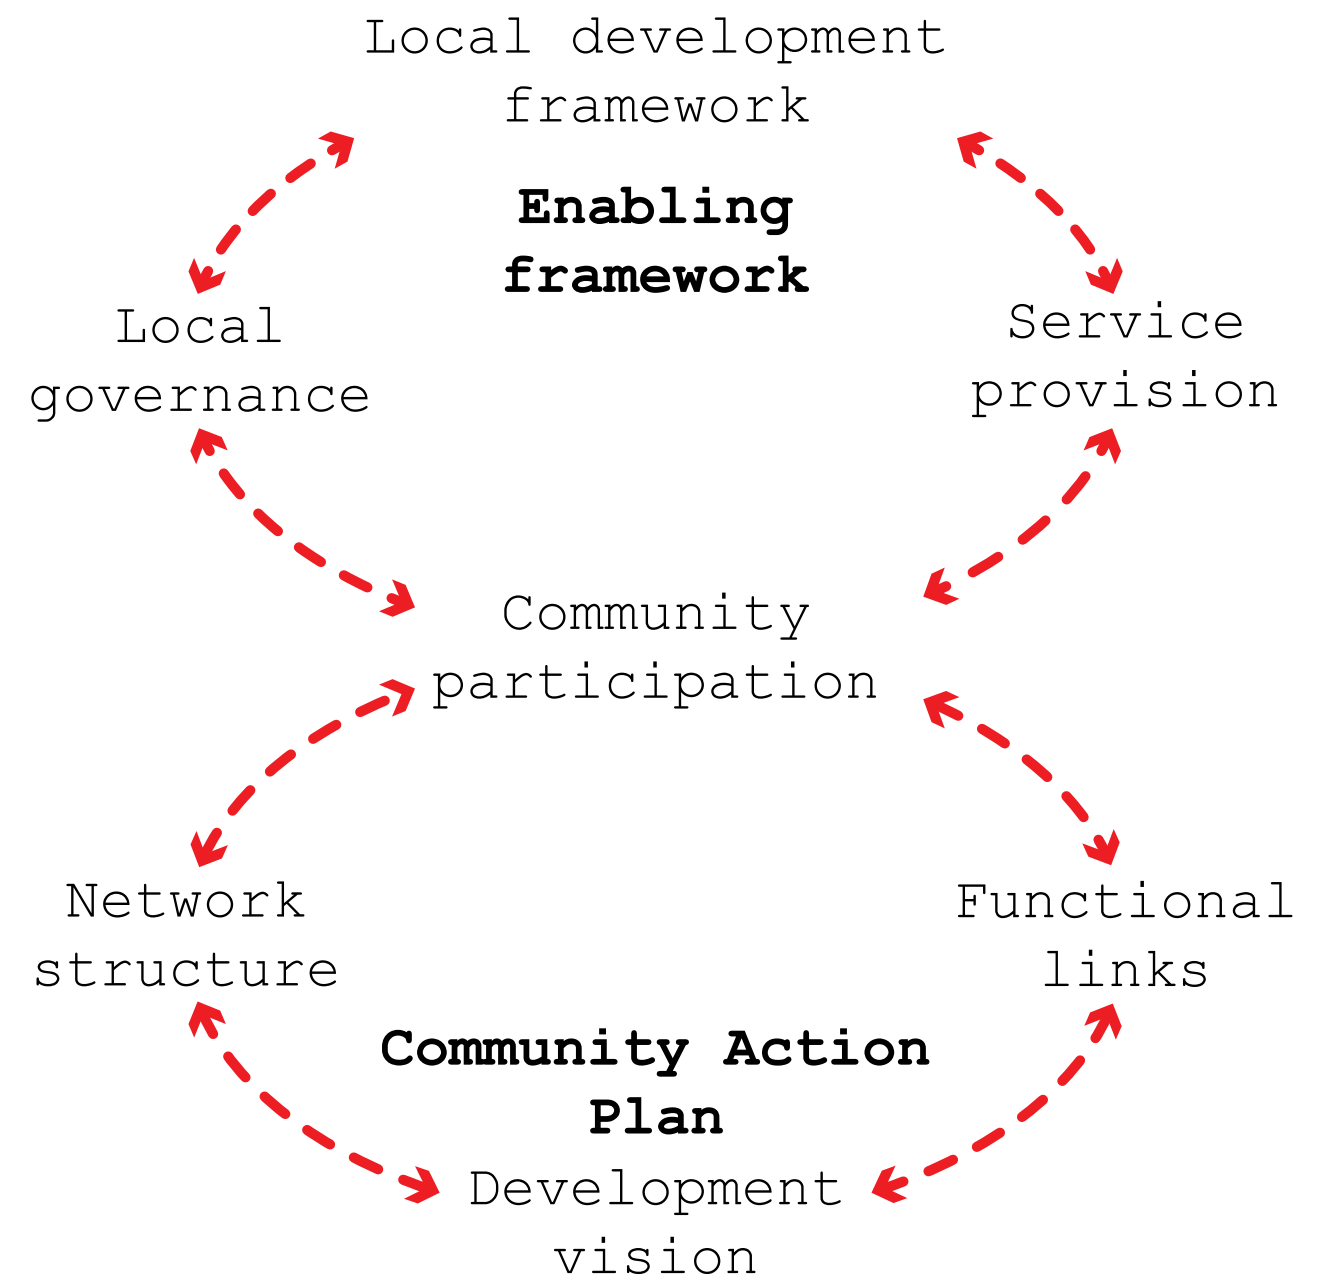 Local development
framework
Enabling
framework
Local
governance
Service
provision
Community
participation
Network
structure
Functional
links
Community Action
Plan
Development
vision